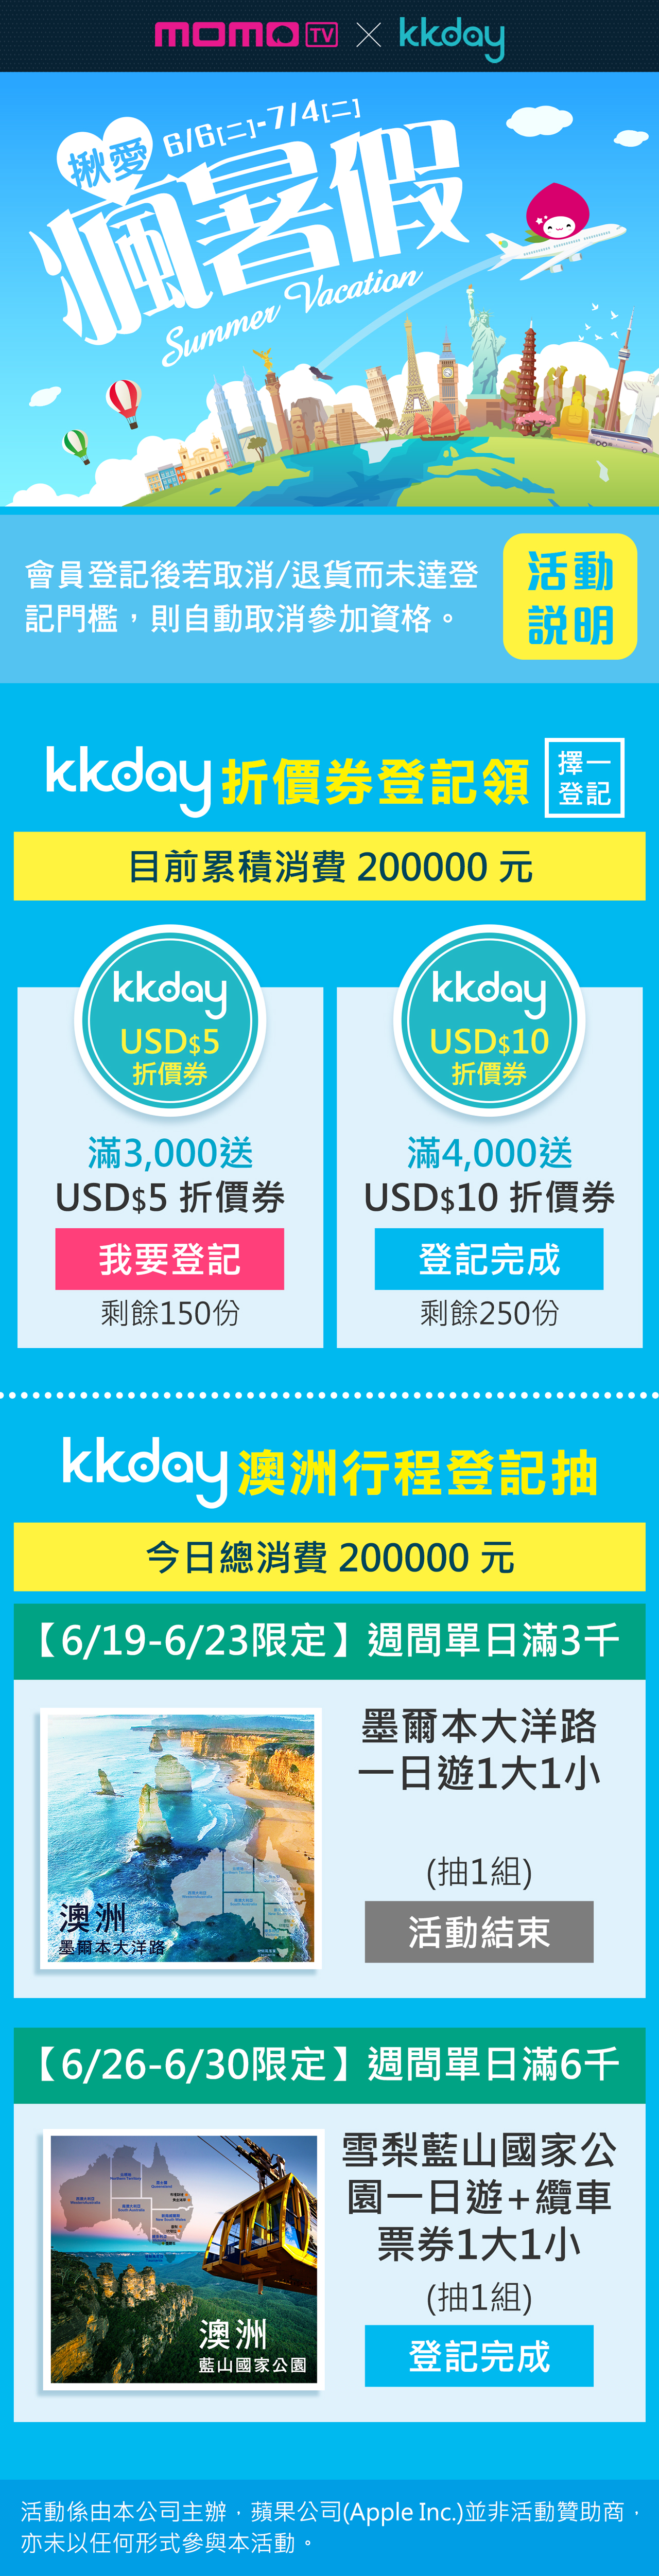 momo TV × kkday
揪愛
6/6[二]-7/4[二]
瘋暑假
Summer Vacation
會員登記後若取消/退貨而未達登
記門檻，則自動取消參加資格。
活動
説明
kkday 折價券登記領
擇一
登記
目前累積消費 200000 元
kkday
USD$5
折價券
滿3,000送
USD$5 折價券
我要登記
剩餘150份
kkday
USD$10
折價券
滿4,000送
USD$10 折價券
登記完成
剩餘250份
kkday 澳洲行程登記抽
今日總消費 200000 元
【6/19-6/23限定】週間單日滿3千
澳洲
墨爾本大洋路
墨爾本大洋路
一日遊1大1小
(抽1組)
活動結束
【6/26-6/30限定】週間單日滿6千
澳洲
藍山國家公園
雪梨藍山國家公
園一日遊+纜車
票券1大1小
(抽1組)
登記完成
活動係由本公司主辦，蘋果公司(Apple Inc.)並非活動贊助商，
亦未以任何形式參與本活動。